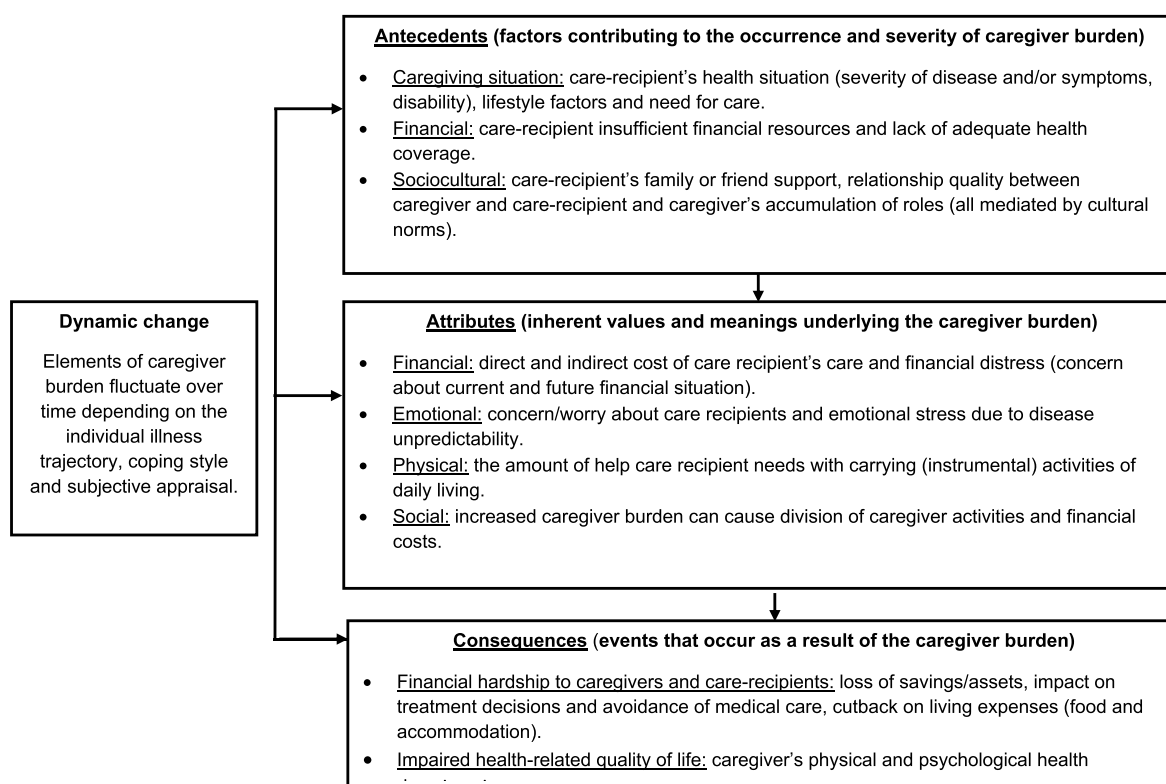 Antecedents (factors contributing to the occurrence and severity of caregiver burden)
• Caregiving situation: care-recipient's health situation (severity of disease and/or symptoms,
disability), lifestyle factors and need for care.
• Financial: care-recipient insufficient financial resources and lack of adequate health
coverage.
• Sociocultural: care-recipient's family or friend support, relationship quality between
caregiver and care-recipient and caregiver's accumulation of roles (all mediated by cultural
norms).
Dynamic change
Elements of caregiver
burden fluctuate over
time depending on the
individual illness
trajectory, coping style
and subjective appraisal.
Attributes (inherent values and meanings underlying the caregiver burden)
• Financial: direct and indirect cost of care recipient's care and financial distress (concern
about current and future financial situation).
• Emotional: concern/worry about care recipients and emotional stress due to disease
unpredictability.
• Physical: the amount of help care recipient needs with carrying (instrumental) activities of
daily living.
• Social: increased caregiver burden can cause division of caregiver activities and financial
costs.
Consequences (events that occur as a result of the caregiver burden)
• Financial hardship to caregivers and care-recipients: loss of savings/assets, impact on
treatment decisions and avoidance of medical care, cutback on living expenses (food and
accommodation).
• Impaired health-related quality of life: caregiver's physical and psychological health